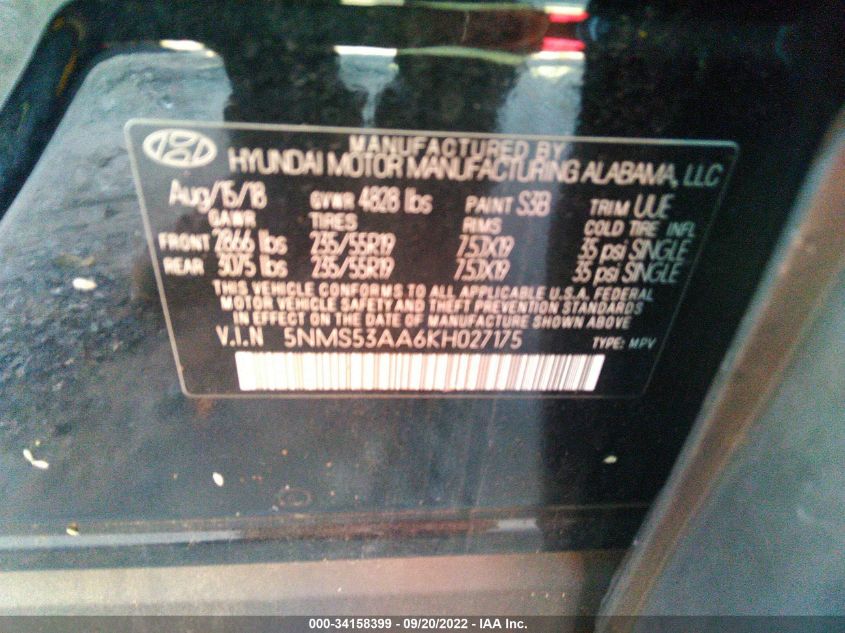 MANUFACTURED BY
HYUNDAI MOTOR MANUFACTURING ALABAMA, LLC
Aug/15/18 GVWR 4828 lbs PAINT S3B TRIM UUE
GAWR TIRES RIMS COLD TIRE INFL
FRONT 2866 lbs 235/55R19 7.5JX19 35 psi SINGLE
REAR 3075 lbs 235/55R19 7.5JX19 35 psi SINGLE
THIS VEHICLE CONFORMS TO ALL APPLICABLE U.S.A. FEDERAL
MOTOR VEHICLE SAFETY AND THEFT PREVENTION STANDARDS
IN EFFECT ON THE DATE OF MANUFACTURE SHOWN ABOVE
V.I.N 5NMS53AA6KH027175 TYPE: MPV
000-34158399 - 09/20/2022 - IAA Inc.